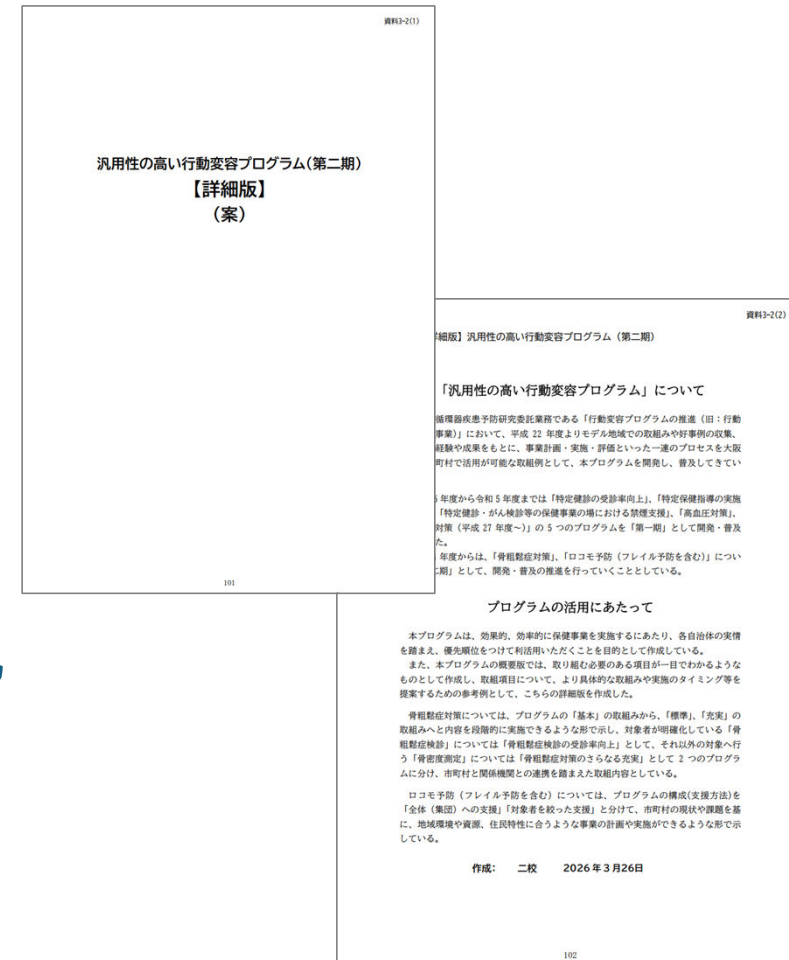 資料3-2(1)
汎用性の高い行動変容プログラム(第二期)
【詳細版】
(案)
101
資料3-2(2)
細版】汎用性の高い行動変容プログラム（第二期）
「汎用性の高い行動変容プログラム」について
循環器疾患予防研究委託業務である「行動変容プログラムの推進（旧：行動
事業）」において、平成 22 年度よりモデル地域での取組みや好事例の収集、
経験や成果をもとに、事業計画・実施・評価といった一連のプロセスを大阪
町村で活用が可能な取組例として、本プログラムを開発し、普及してきてい
年度から令和 5 年度までは「特定健診の受診率向上」、「特定保健指導の実施
「特定健診・がん検診等の保健事業の場における禁煙支援」、「高血圧対策」、
対策（平成 27 年度～）」の 5 つのプログラムを「第一期」として開発・普及
た。
年度からは、「骨粗鬆症対策」、「ロコモ予防（フレイル予防を含む）」につい
期」として、開発・普及の推進を行っていくこととしている。
プログラムの活用にあたって
本プログラムは、効果的、効率的に保健事業を実施するにあたり、各自治体の実情
を踏まえ、優先順位をつけて利活用いただくことを目的として作成している。
また、本プログラムの概要版では、取り組む必要のある項目が一目でわかるような
ものとして作成し、取組項目について、より具体的な取組みや実施のタイミング等を
提案するための参考例として、こちらの詳細版を作成した。
骨粗鬆症対策については、プログラムの「基本」の取組みから、「標準」、「充実」の
取組みへと内容を段階的に実施できるような形で示し、対象者が明確化している「骨
粗鬆症検診」については「骨粗鬆症検診の受診率向上」として、それ以外の対象へ行
う「骨密度測定」については「骨粗鬆症対策のさらなる充実」として 2 つのプログラ
ムに分け、市町村と関係機関との連携を踏まえた取組内容としている。
ロコモ予防（フレイル予防を含む）については、プログラムの構成(支援方法)を
「全体（集団）への支援」「対象者を絞った支援」と分けて、市町村の現状や課題を基
に、地域環境や資源、住民特性に合うような事業の計画や実施ができるような形で示
している。
作成： 二校 2026年3月26日
102